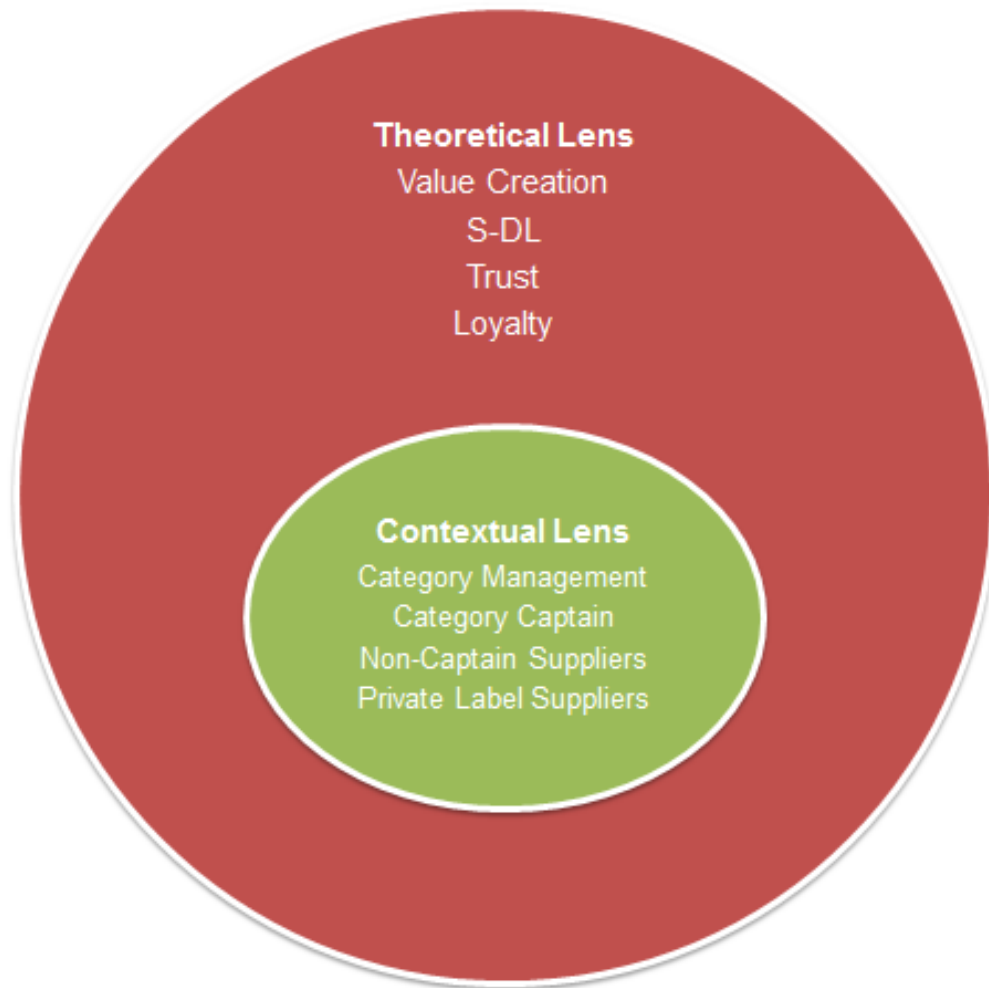 Theoretical Lens
Value Creation
S-DL
Trust
Loyalty
Contextual Lens
Category Management
Category Captain
Non-Captain Suppliers
Private Label Suppliers